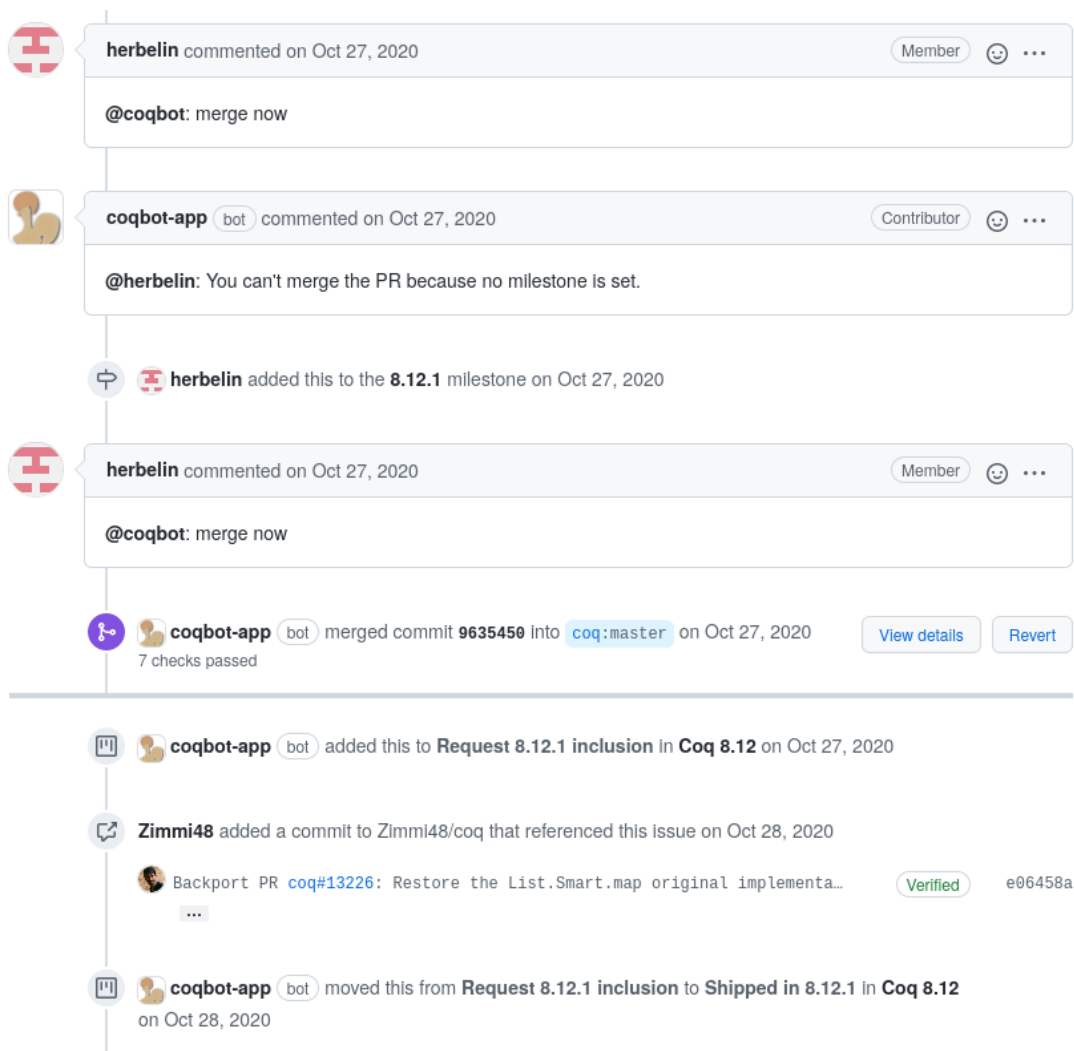 herbelin commented on Oct 27, 2020 Member ...
@coqbot: merge now
coqbot-app bot commented on Oct 27, 2020 Contributor ...
@herbelin: You can't merge the PR because no milestone is set.
herbelin added this to the 8.12.1 milestone on Oct 27, 2020
herbelin commented on Oct 27, 2020 Member ...
@coqbot: merge now
coqbot-app bot merged commit 9635450 into coq:master on Oct 27, 2020 View details Revert
7 checks passed
coqbot-app bot added this to Request 8.12.1 inclusion in Coq 8.12 on Oct 27, 2020
Zimmi48 added a commit to Zimmi48/coq that referenced this issue on Oct 28, 2020
Backport PR coq#13226: Restore the List.Smart.map original implementa… Verified e06458a
...
coqbot-app bot moved this from Request 8.12.1 inclusion to Shipped in 8.12.1 in Coq 8.12
on Oct 28, 2020